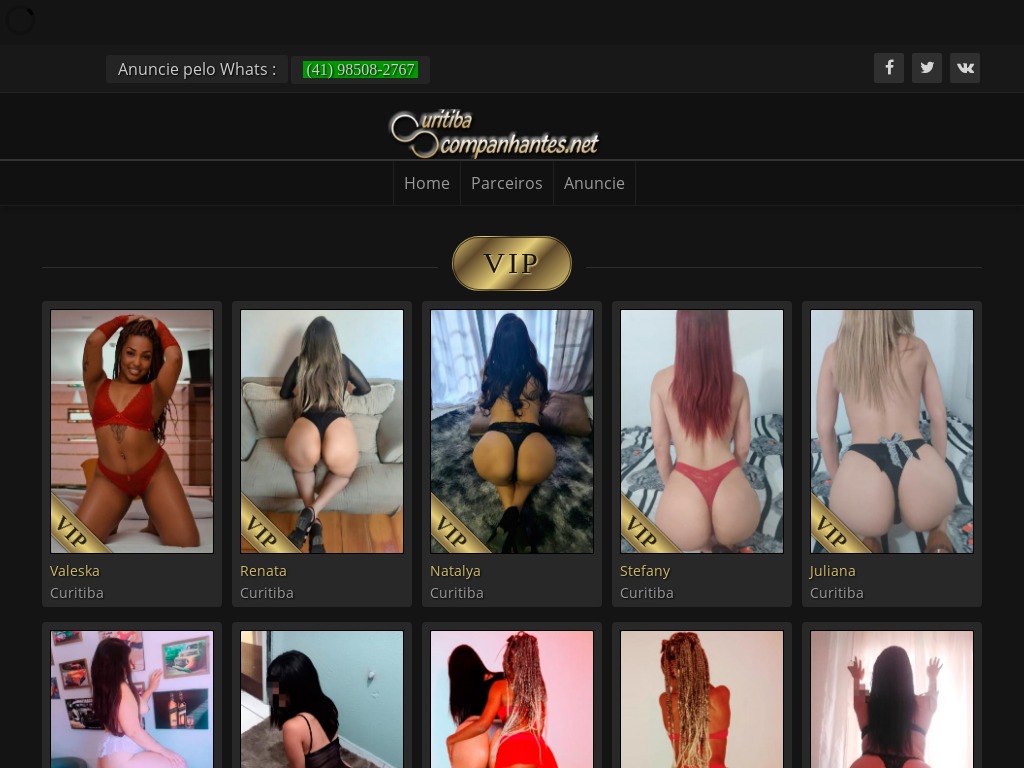 Anuncie pelo Whats : (41) 98508-2767
Curitiba
companhantes.net
Home Parceiros Anuncie
VIP
VIP VIP VIP VIP VIP
Valeska Renata Natalya Stefany Juliana
Curitiba Curitiba Curitiba Curitiba Curitiba